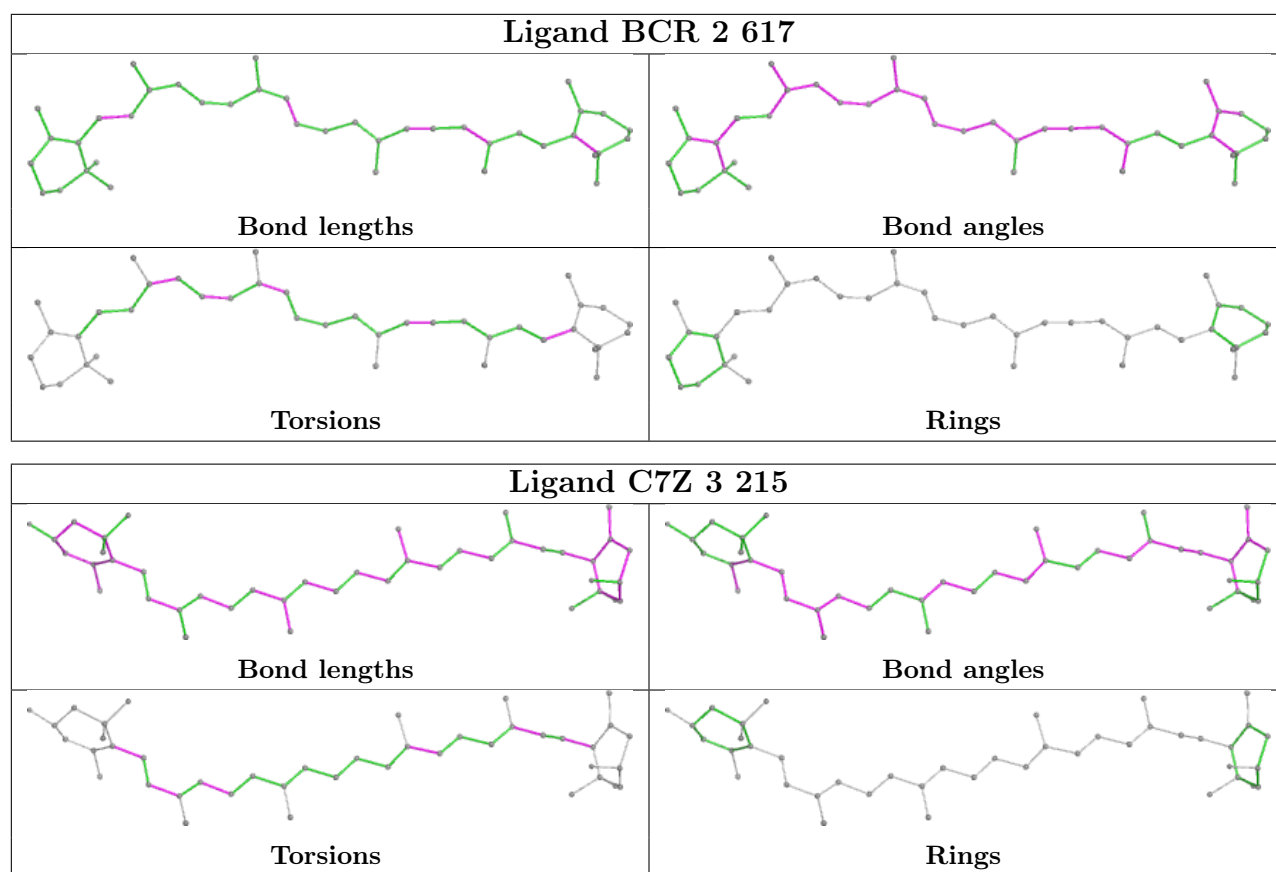 Ligand BCR 2 617
Bond lengths
Bond angles
Torsions
Rings
Ligand C7Z 3 215
Bond lengths
Bond angles
Torsions
Rings